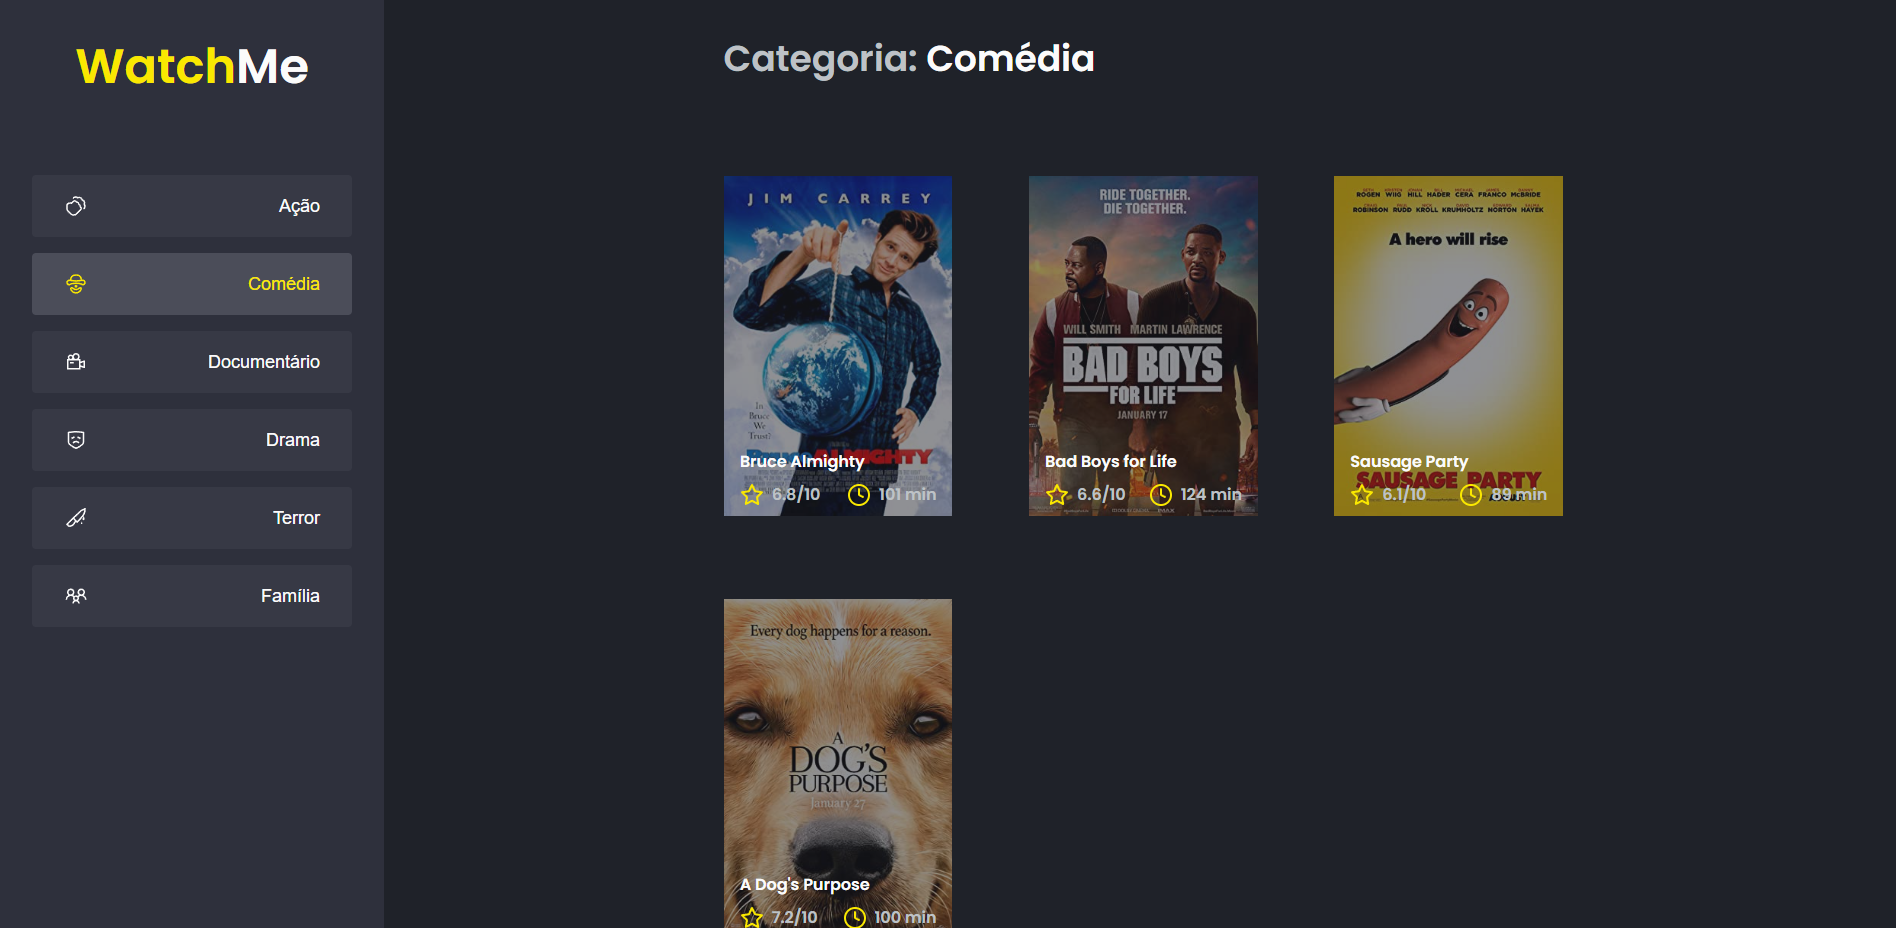 WatchMe
Ação
Comédia
Documentário
Drama
Terror
Família
Categoria: Comédia
JIM CARREY
In
Bruce
We
Trust?
BRUCE ALMIGHTY
Bruce Almighty
6.8/10 101 min
RIDE TOGETHER.
DIE TOGETHER.
WILL SMITH MARTIN LAWRENCE
BAD BOYS
FOR LIFE
JANUARY 17
Bad Boys for Life
6.6/10 124 min
ROGEN WIIG HILL HADER CERA FRANCO McBRIDE
ROBINSON RUDD KROLL KRUMHOLTZ NORTON HAYEK
A hero will rise
Sausage Party
SAUSAGE PARTY
6.1/10 89 min
Every dog happens for a reason.
A
DOG'S
PURPOSE
January 27
A Dog's Purpose
7.2/10 100 min